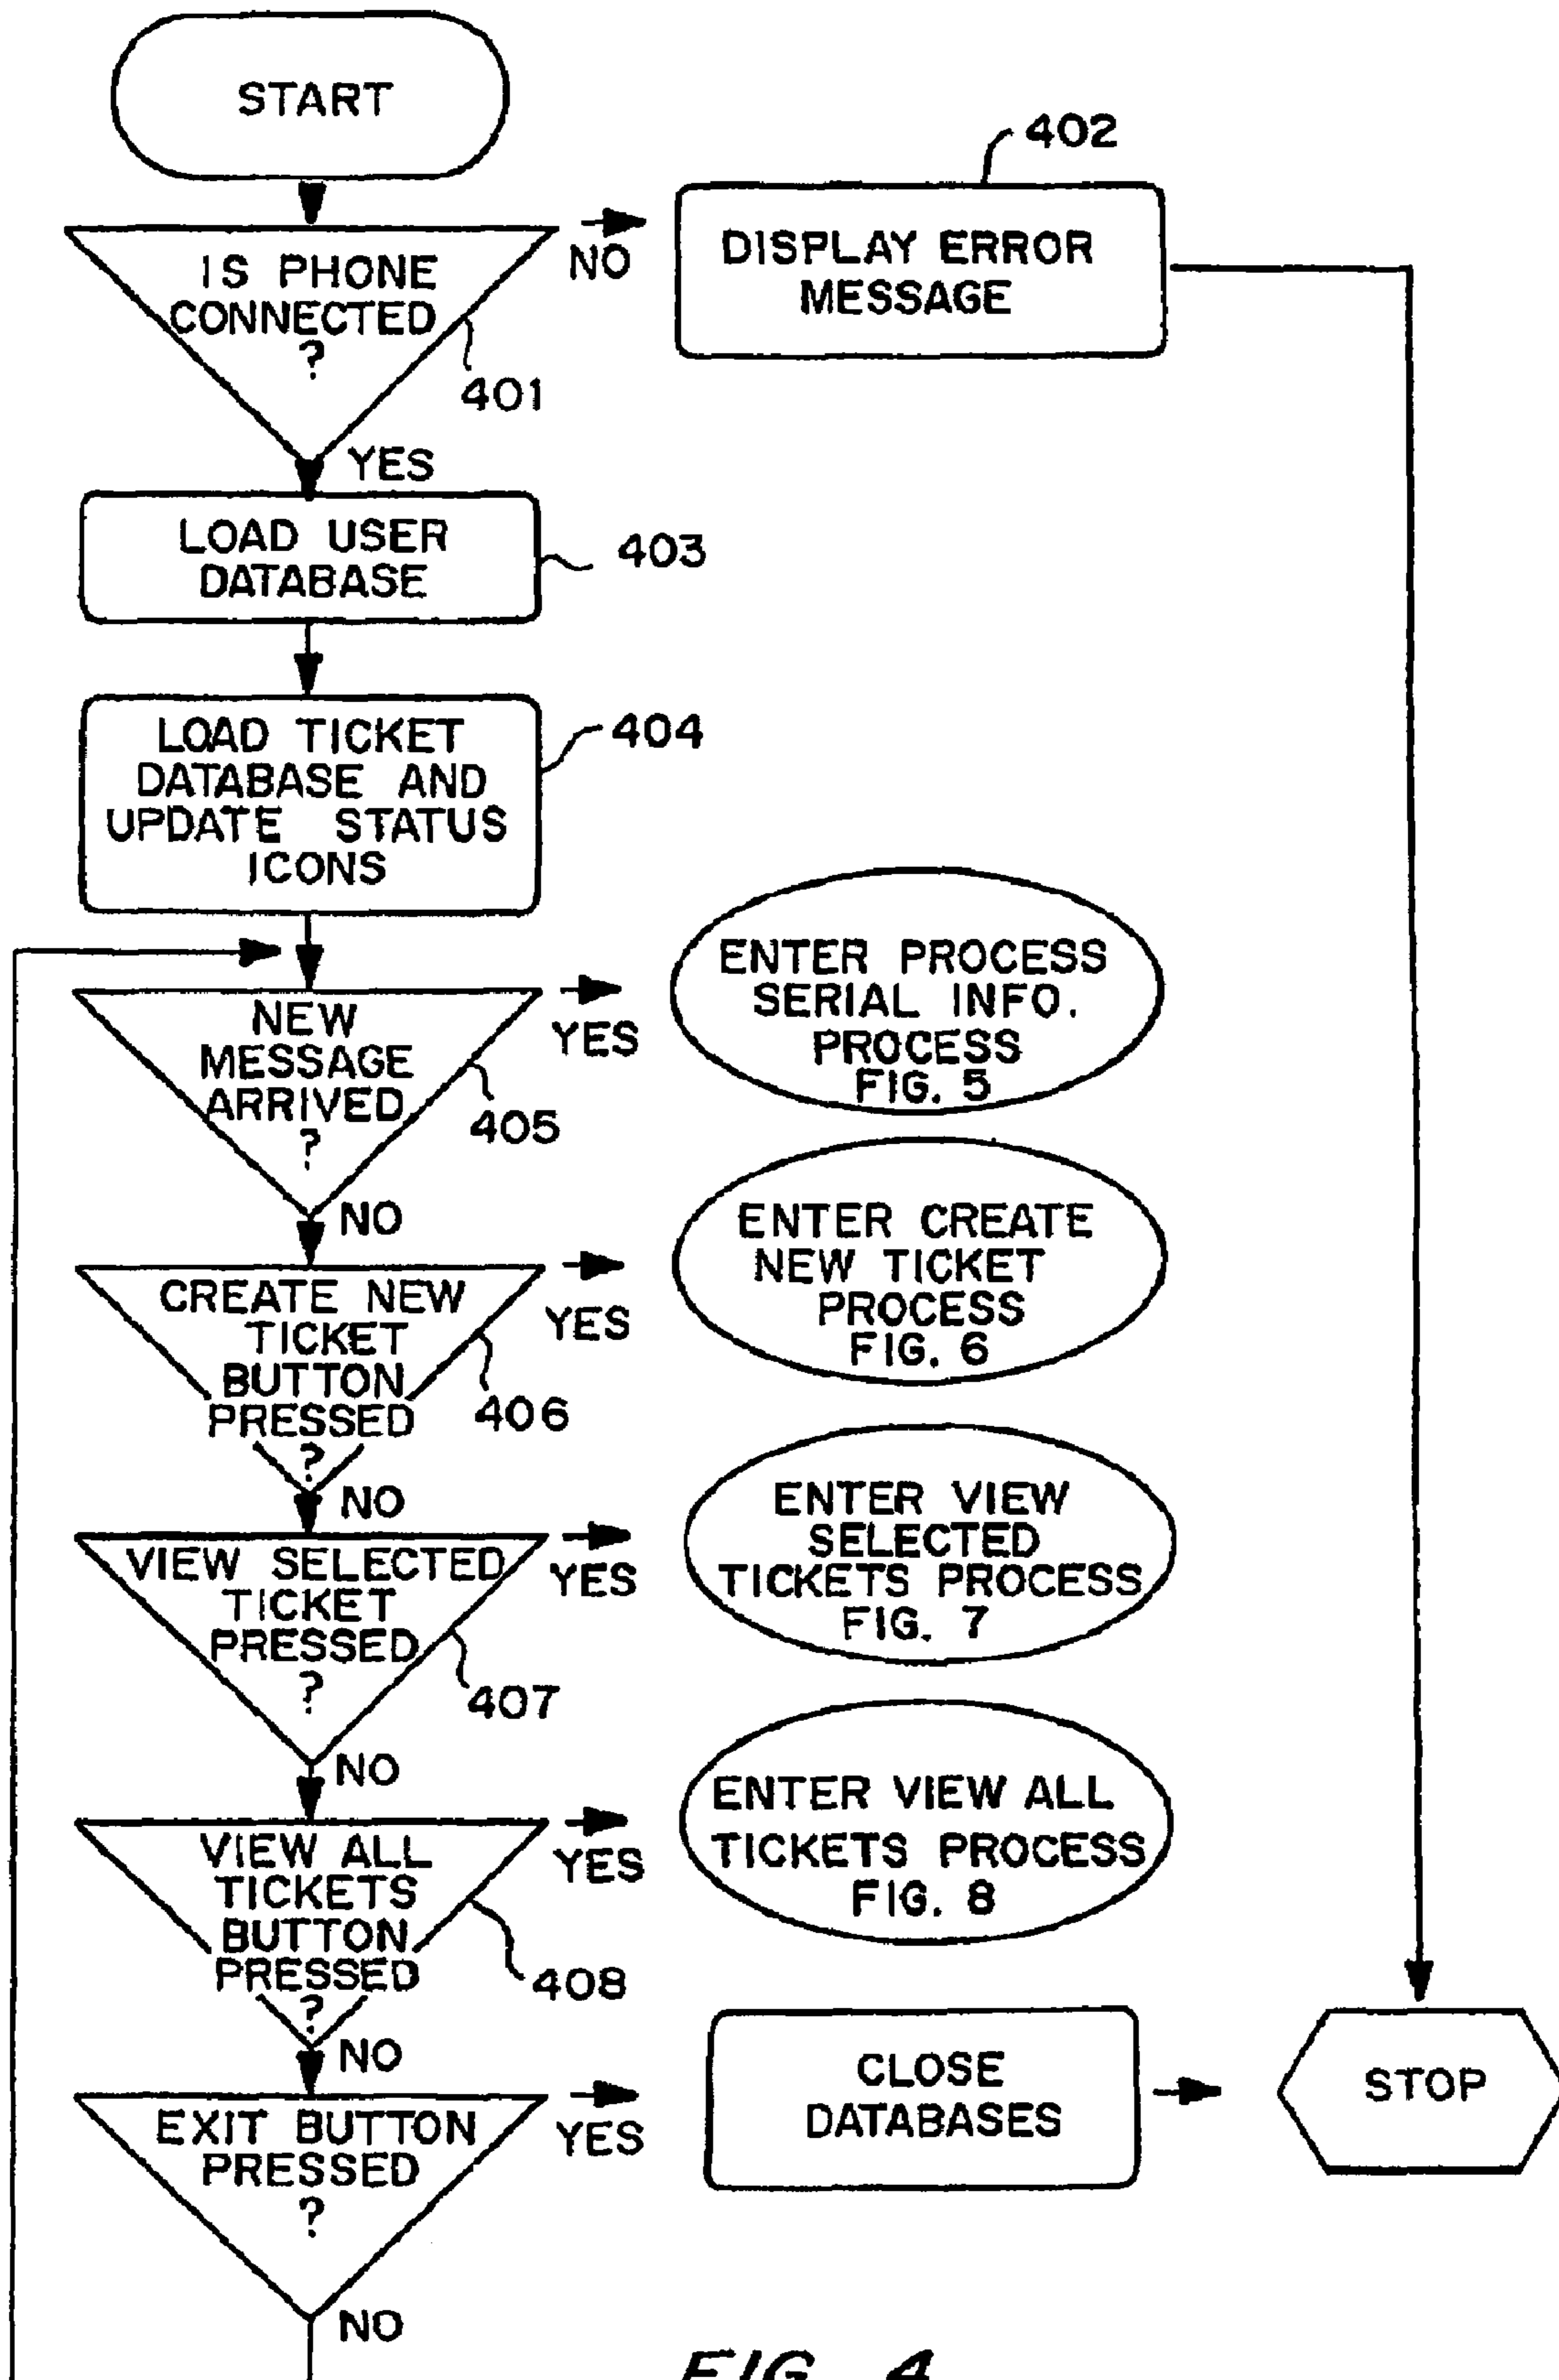 START
402
IS PHONE
CONNECTED
?
NO
DISPLAY ERROR
MESSAGE
401
YES
LOAD USER
DATABASE
403
LOAD TICKET
DATABASE AND
UPDATE STATUS
ICONS
404
NEW
MESSAGE
ARRIVED
?
YES
405
ENTER PROCESS
SERIAL INFO.
PROCESS
FIG. 5
NO
CREATE NEW
TICKET
BUTTON
PRESSED
?
YES
406
ENTER CREATE
NEW TICKET
PROCESS
FIG. 6
NO
VIEW SELECTED
TICKET
PRESSED
?
YES
407
ENTER VIEW
SELECTED
TICKETS PROCESS
FIG. 7
NO
VIEW ALL
TICKETS
BUTTON
PRESSED
?
YES
408
ENTER VIEW ALL
TICKETS PROCESS
FIG. 8
NO
EXIT BUTTON
PRESSED
?
YES
CLOSE
DATABASES
STOP
NO
FIG. 4